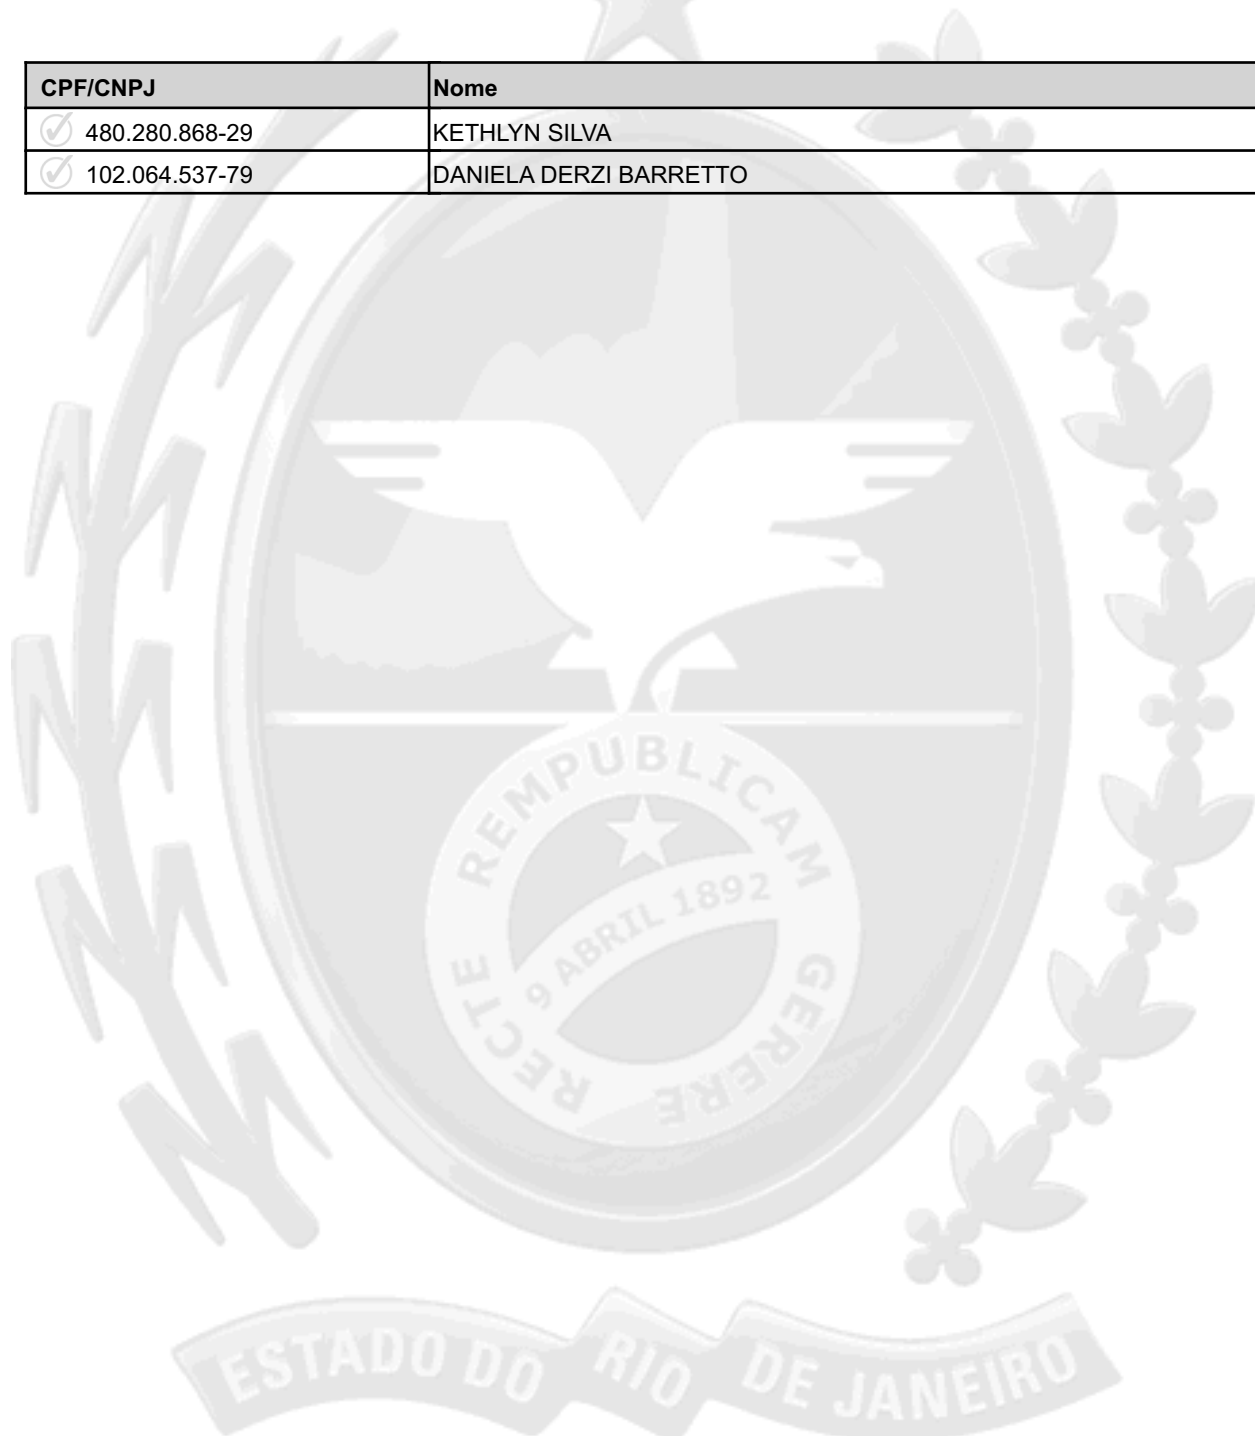 CPF/CNPJ Nome
480.280.868-29 KETHLYN SILVA
102.064.537-79 DANIELA DERZI BARRETTO
REMPUBLICAM
9 ABRIL 1892
RECTE GERERE
ESTADO DO RIO DE JANEIRO